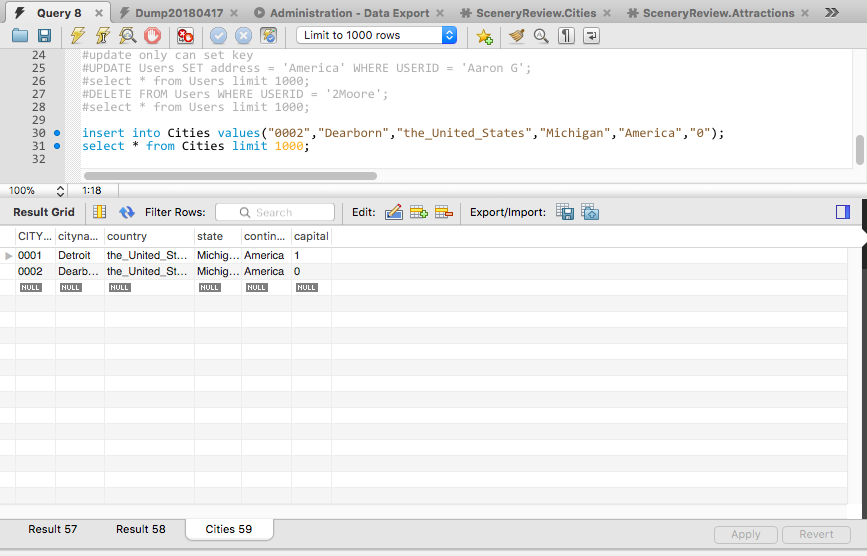 Query 8 Dump20180417 Administration - Data Export SceneryReview.Cities SceneryReview.Attractions
Limit to 1000 rows
24 #update only can set key
25 #UPDATE Users SET address = 'America' WHERE USERID = 'Aaron G';
26 #select * from Users limit 1000;
27 #DELETE FROM Users WHERE USERID = '2Moore';
28 #select * from Users limit 1000;
29
30 insert into Cities values("0002","Dearborn","the_United_States","Michigan","America","0");
31 select * from Cities limit 1000;
32
100% 1:18
Result Grid Filter Rows: Search Edit: Export/Import:
CITY... cityna... country state contin... capital
0001 Detroit the_United_St... Michig... America 1
0002 Dearb... the_United_St... Michig... America 0
NULL NULL NULL NULL NULL NULL
Result 57 Result 58 Cities 59 Apply Revert